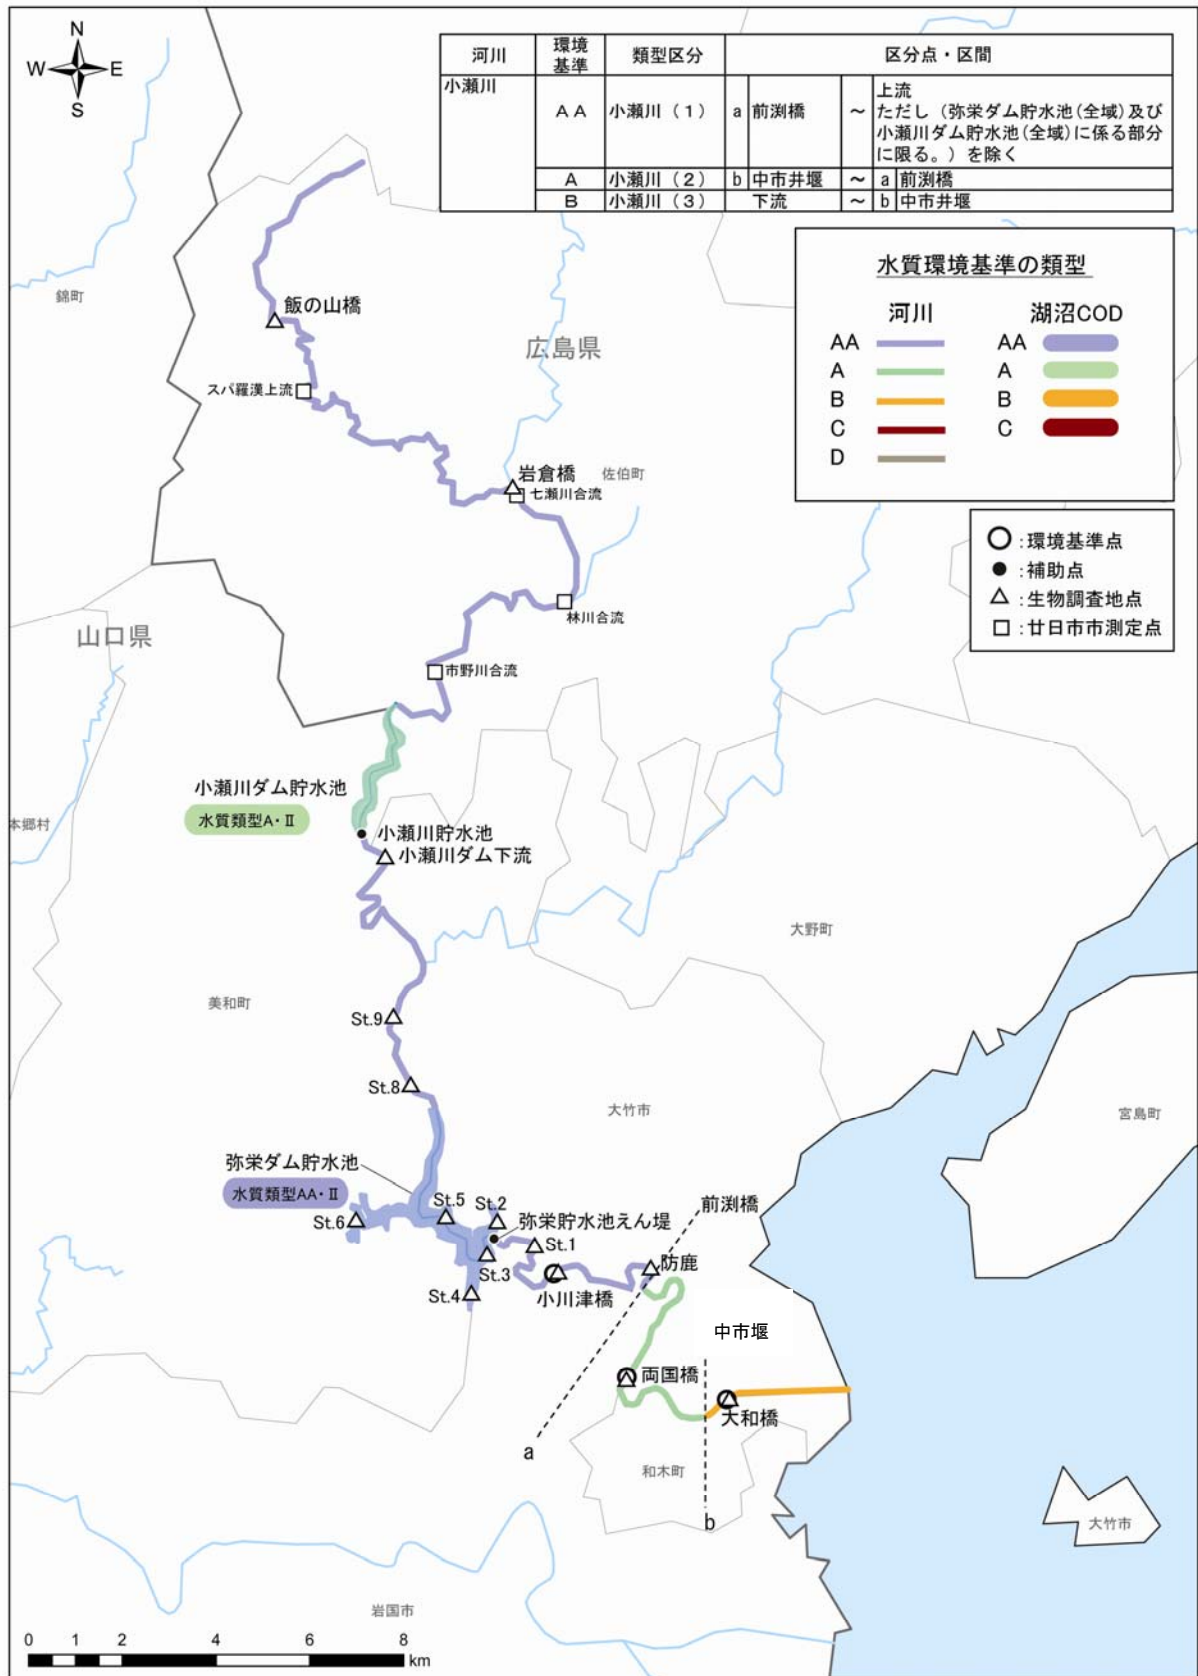 N
W E
S
河川 環境基準 類型区分 区分点・区間
小瀬川
AA 小瀬川（1） a 前渕橋 ～ 上流
ただし（弥栄ダム貯水池(全域)及び
小瀬川ダム貯水池(全域)に係る部分
に限る。）を除く
A 小瀬川（2） b 中市井堰 ～ a 前渕橋
B 小瀬川（3） 下流 ～ b 中市井堰
水質環境基準の類型
河川 湖沼COD
AA AA
A A
B B
C C
D
○:環境基準点
●:補助点
△:生物調査地点
□:廿日市市測定点
錦町
飯の山橋
広島県
スパ羅漢上流
岩倉橋
佐伯町
七瀬川合流
林川合流
山口県
市野川合流
小瀬川ダム貯水池
水質類型A・Ⅱ
本郷村
小瀬川貯水池
小瀬川ダム下流
大野町
美和町
St.9
St.8
大竹市
宮島町
弥栄ダム貯水池
水質類型AA・Ⅱ
St.5
St.2
St.6
弥栄貯水池えん堤
前渕橋
St.1
St.3
防鹿
St.4
小川津橋
中市堰
両国橋
大和橋
a
和木町
b
大竹市
岩国市
0 1 2 4 6 8
km